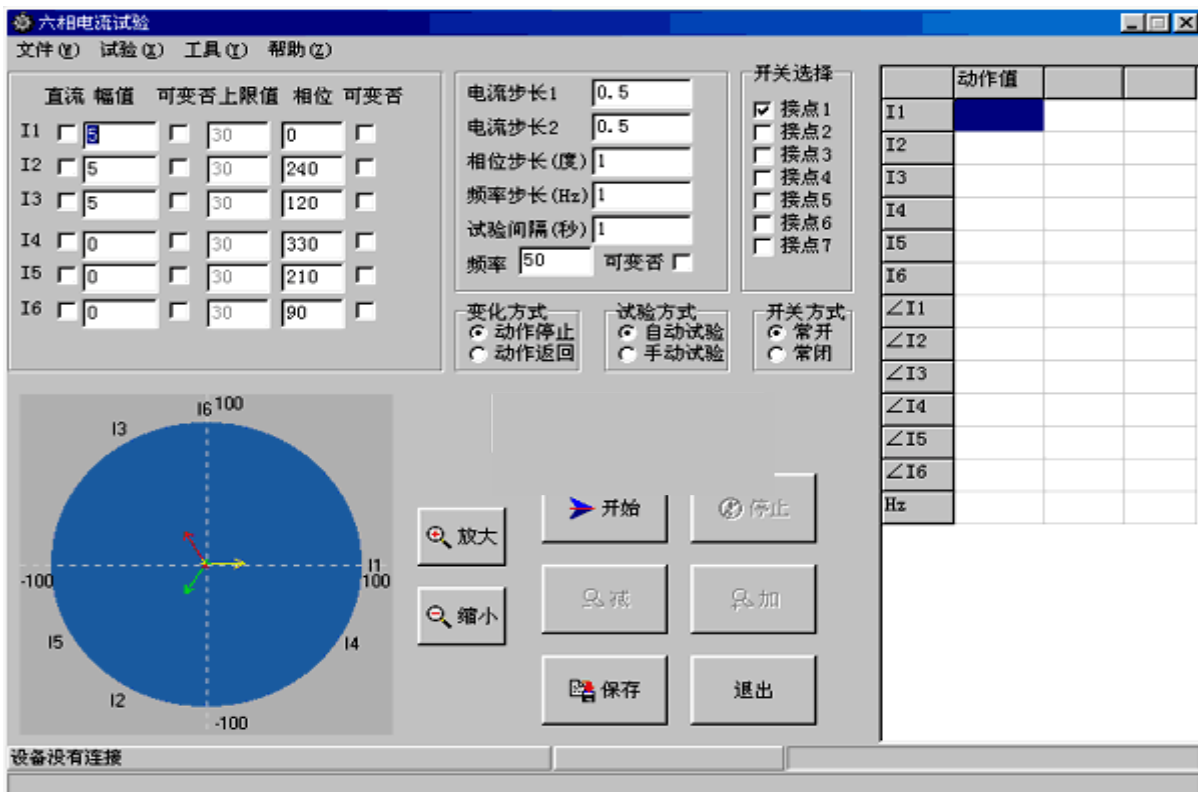 六相电流试验
文件(W) 试验(X) 工具(Y) 帮助(Z)
直流 幅值 可变否 上限值 相位 可变否
I1 5 30 0
I2 5 30 240
I3 5 30 120
I4 0 30 330
I5 0 30 210
I6 0 30 90
电流步长1 0.5
电流步长2 0.5
相位步长(度) 1
频率步长(Hz) 1
试验间隔(秒) 1
频率 50 可变否
开关选择
接点1
接点2
接点3
接点4
接点5
接点6
接点7
变化方式
动作停止
动作返回
试验方式
自动试验
手动试验
开关方式
常开
常闭
动作值
I1
I2
I3
I4
I5
I6
∠I1
∠I2
∠I3
∠I4
∠I5
∠I6
Hz
I6 100
I3
-100
I1
100
I5
I4
I2
-100
放大
缩小
开始
停止
减
加
保存
退出
设备没有连接